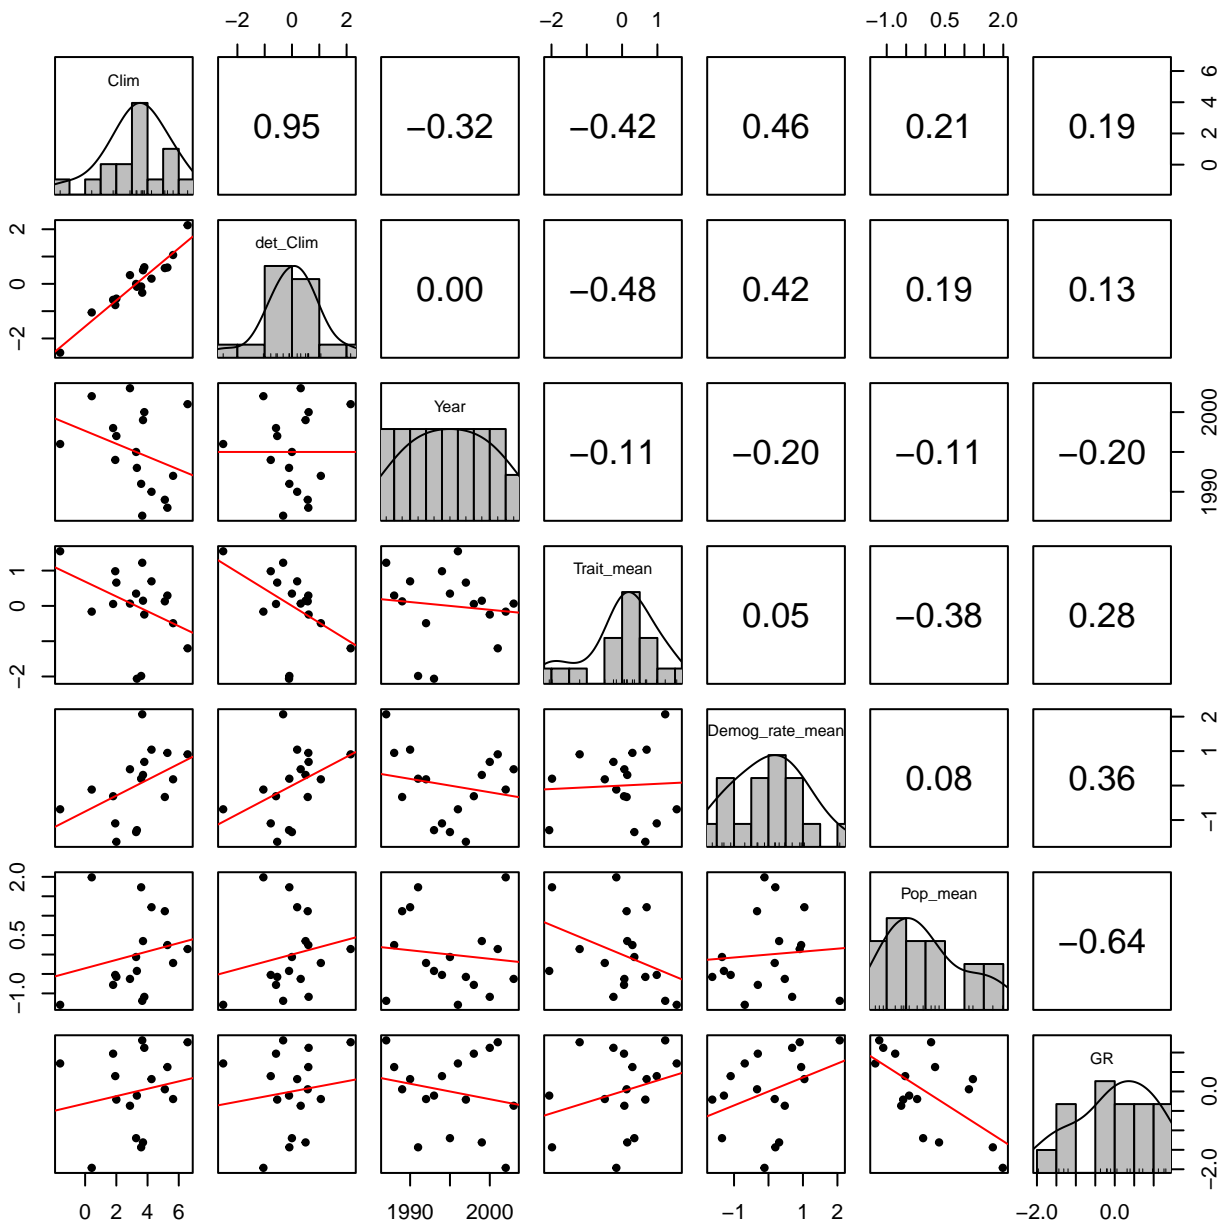 −2 0 2 −2 0 1 −1.0 0.5 2.0
Clim 0.95 −0.32 −0.42 0.46 0.21 0.19
0 2 4 6
−2 0 2
det_Clim 0.00 −0.48 0.42 0.19 0.13
Year −0.11 −0.20 −0.11 −0.20
1990 2000
−2 0 1
Trait_mean 0.05 −0.38 0.28
Demog_rate_mean 0.08 0.36
−1 1 2
−1.0 0.5 2.0
Pop_mean −0.64
GR
−2.0 0.0
0 2 4 6 1990 2000 −1 1 2 −2.0 0.0